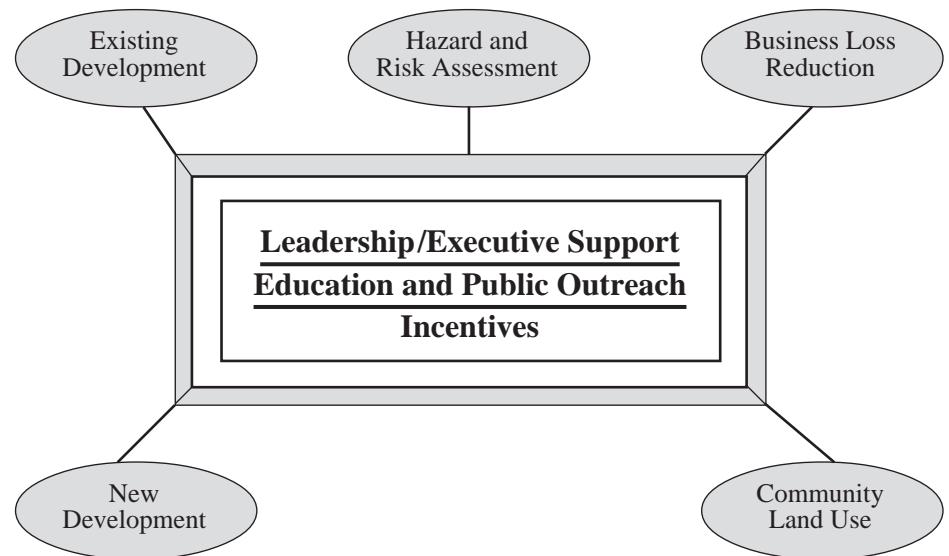 Existing
Development
Hazard and
Risk Assessment
Business Loss
Reduction
Leadership/Executive Support
Education and Public Outreach
Incentives
New
Development
Community
Land Use